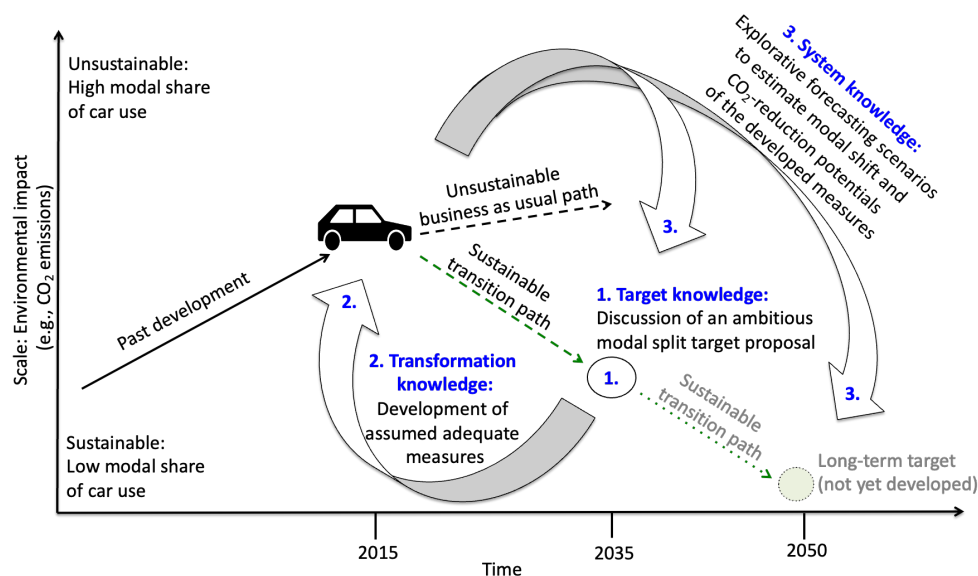 Unsustainable:
High modal share
of car use
3. System knowledge:
Explorative forecasting scenarios
to estimate modal shift and
CO₂-reduction potentials
of the developed measures
Unsustainable
business as usual path
3.
Scale: Environmental impact
(e.g., CO₂ emissions)
Past development
Sustainable
transition path
2.
1. Target knowledge:
Discussion of an ambitious
modal split target proposal
2. Transformation
knowledge:
Development of
assumed adequate
measures
1.
Sustainable
transition path
3.
Sustainable:
Low modal share
of car use
Long-term target
(not yet developed)
2015
2035
2050
Time